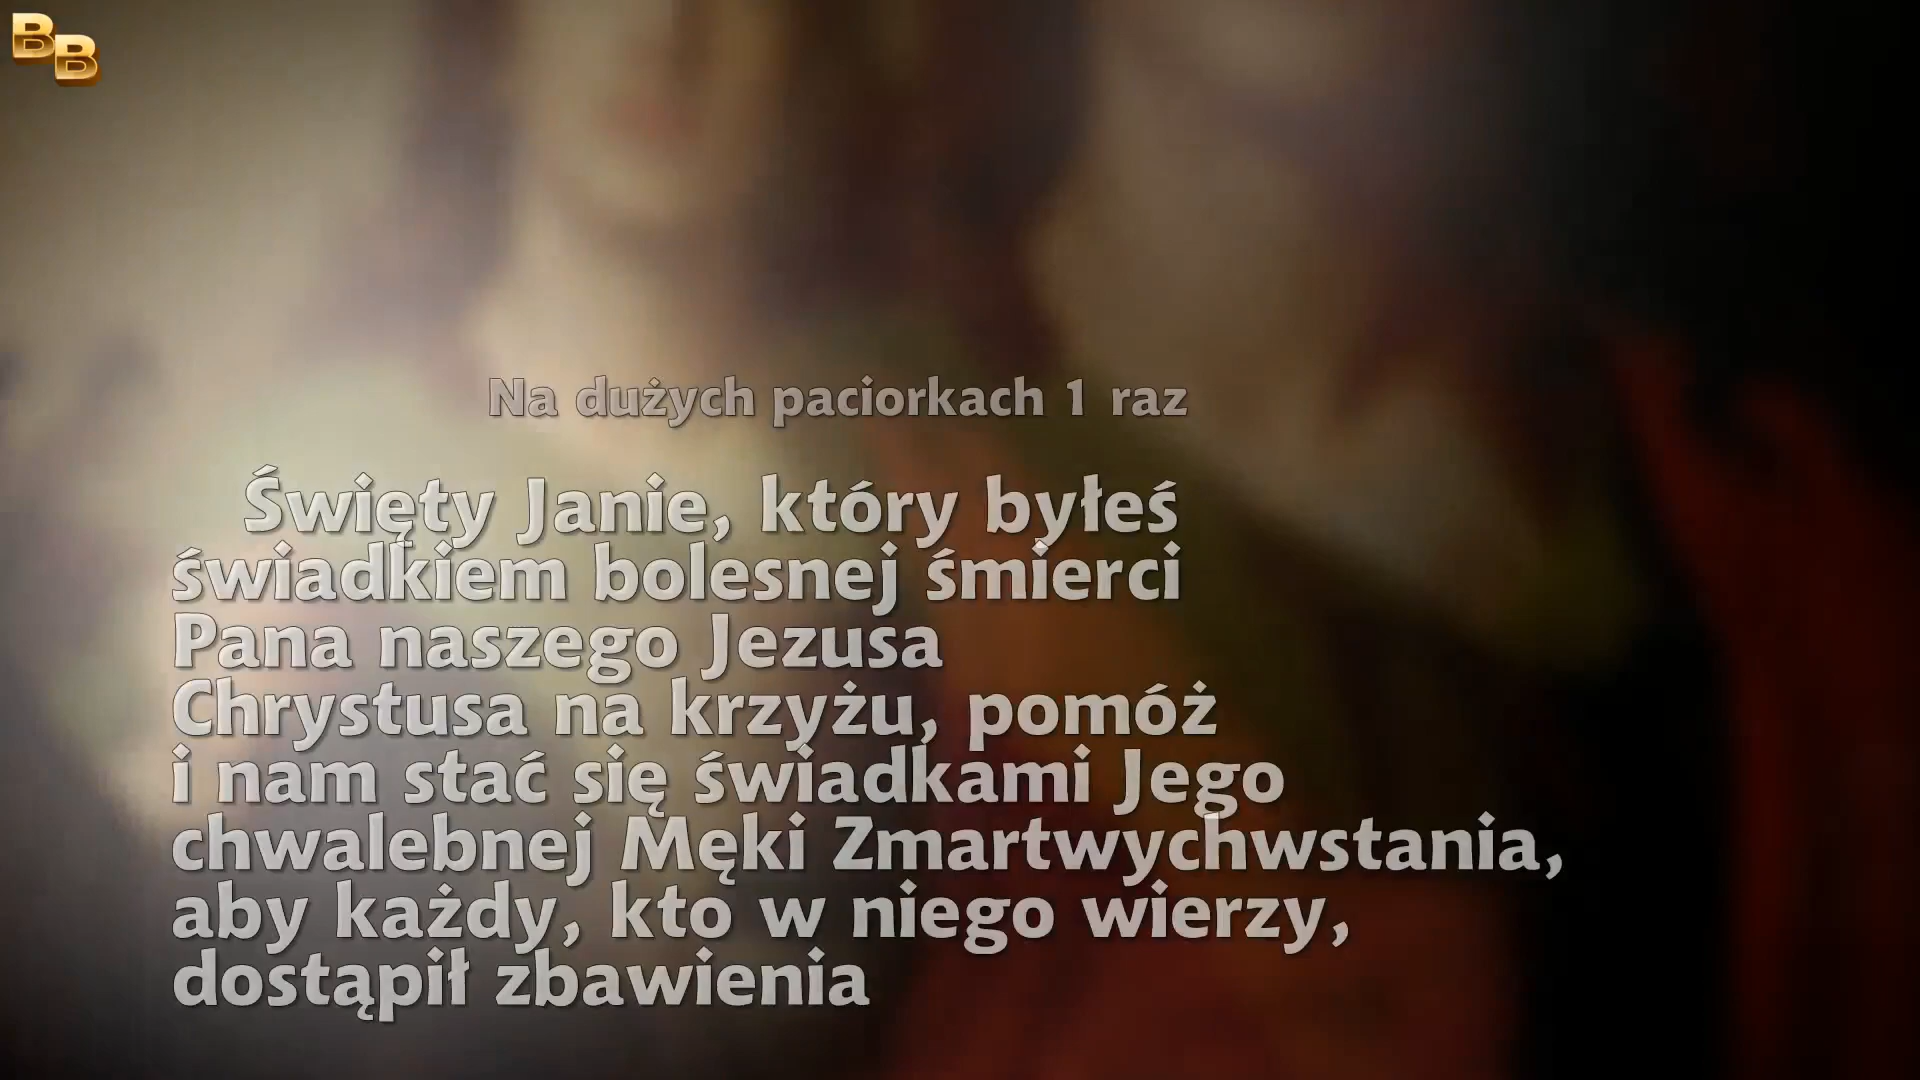 BB
Na dużych paciorkach 1 raz
Święty Janie, który byłeś
świadkiem bolesnej śmierci
Pana naszego Jezusa
Chrystusa na krzyżu, pomóż
i nam stać się świadkami Jego
chwalebnej Męki Zmartwychwstania,
aby każdy, kto w niego wierzy,
dostąpił zbawienia